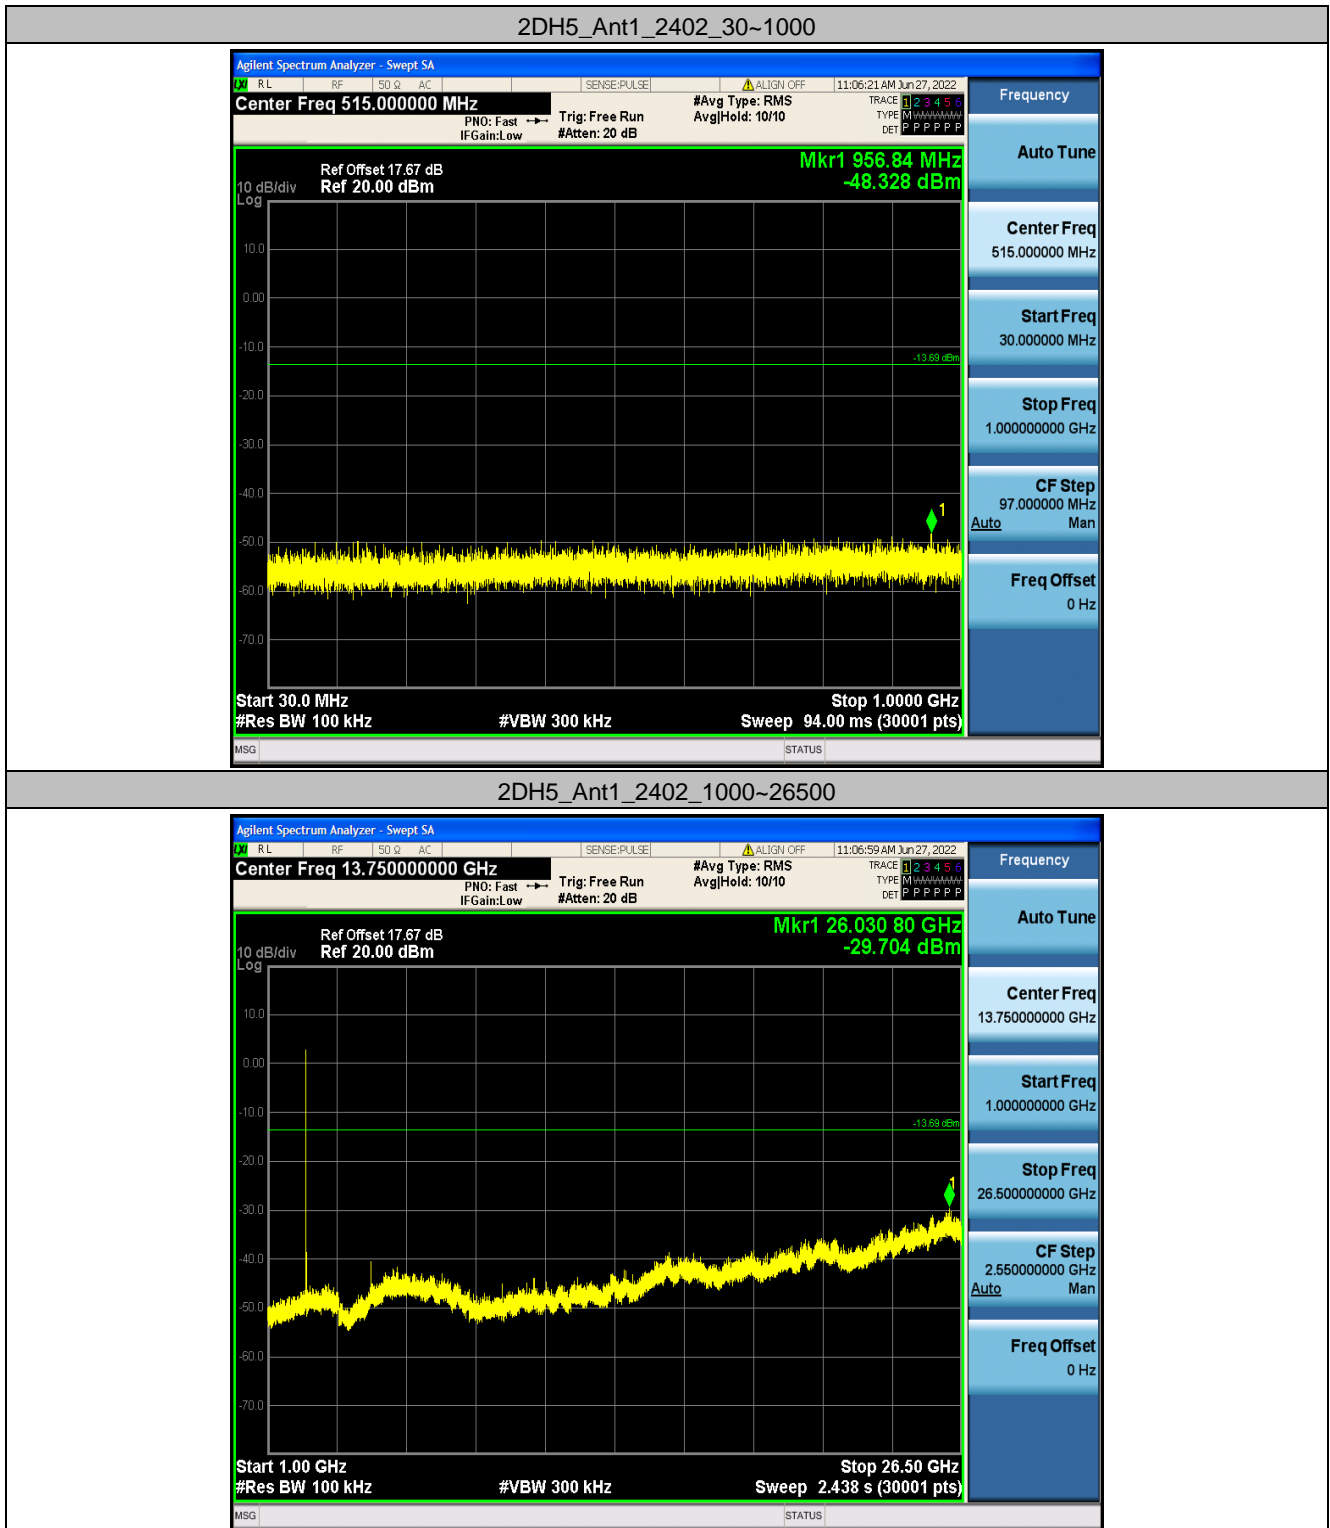 2DH5_Ant1_2402_30~1000
Agilent Spectrum Analyzer - Swept SA
LXI RL RF 50 Ω AC SENSE:PULSE ALIGN OFF 11:06:21 AM Jun 27, 2022
Center Freq 515.000000 MHz
PNO: Fast
IFGain:Low
Trig: Free Run
#Atten: 20 dB
#Avg Type: RMS
Avg|Hold: 10/10
TRACE 1 2 3 4 5 6
TYPE M
DET P P P P P P
Ref Offset 17.67 dB
10 dB/div Ref 20.00 dBm
Log
Mkr1 956.84 MHz
-48.328 dBm
10.0
0.00
-10.0
-13.69 dBm
-20.0
-30.0
-40.0
1
-50.0
-60.0
-70.0
Start 30.0 MHz Stop 1.0000 GHz
#Res BW 100 kHz #VBW 300 kHz Sweep 94.00 ms (30001 pts)
MSG STATUS
Frequency
Auto Tune
Center Freq
515.000000 MHz
Start Freq
30.000000 MHz
Stop Freq
1.000000000 GHz
CF Step
97.000000 MHz
Auto Man
Freq Offset
0 Hz
2DH5_Ant1_2402_1000~26500
Agilent Spectrum Analyzer - Swept SA
LXI RL RF 50 Ω AC SENSE:PULSE ALIGN OFF 11:06:59 AM Jun 27, 2022
Center Freq 13.750000000 GHz
PNO: Fast
IFGain:Low
Trig: Free Run
#Atten: 20 dB
#Avg Type: RMS
Avg|Hold: 10/10
TRACE 1 2 3 4 5 6
TYPE M
DET P P P P P P
Ref Offset 17.67 dB
10 dB/div Ref 20.00 dBm
Log
Mkr1 26.030 80 GHz
-29.704 dBm
10.0
0.00
-10.0
-13.69 dBm
-20.0
1
-30.0
-40.0
-50.0
-60.0
-70.0
Start 1.00 GHz Stop 26.50 GHz
#Res BW 100 kHz #VBW 300 kHz Sweep 2.438 s (30001 pts)
MSG STATUS
Frequency
Auto Tune
Center Freq
13.750000000 GHz
Start Freq
1.000000000 GHz
Stop Freq
26.500000000 GHz
CF Step
2.550000000 GHz
Auto Man
Freq Offset
0 Hz